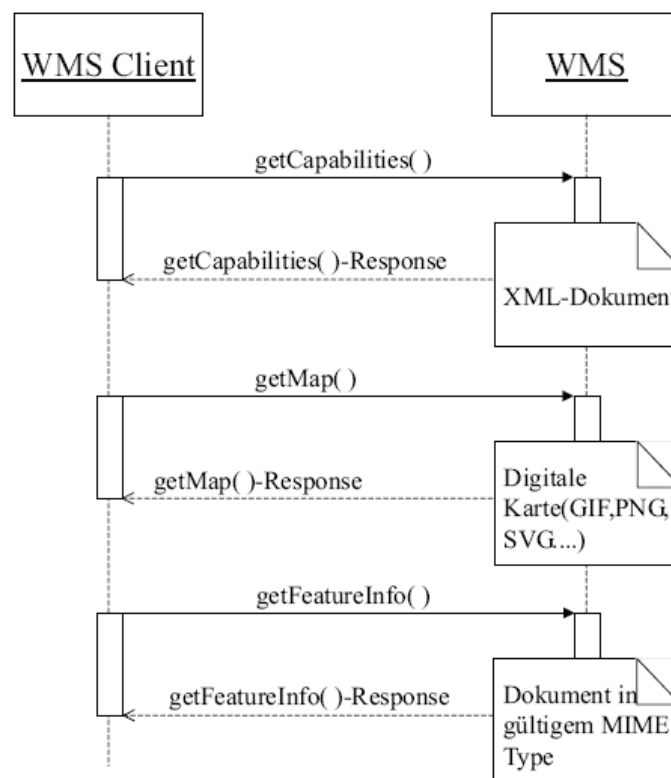 WMS Client
WMS
getCapabilities( )
getCapabilities( )-Response
XML-Dokument
getMap( )
getMap( )-Response
Digitale
Karte(GIF,PNG,
SVG....)
getFeatureInfo( )
getFeatureInfo( )-Response
Dokument in
gültigem MIME
Type